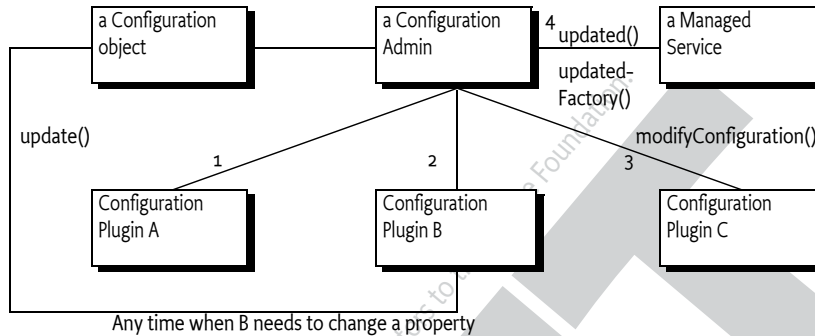 a Configuration
object
a Configuration
Admin
4
updated()
updated-
Factory()
a Managed
Service
update()
1
2
3
modifyConfiguration()
Configuration
Plugin A
Configuration
Plugin B
Configuration
Plugin C
Any time when B needs to change a property
Foundation.